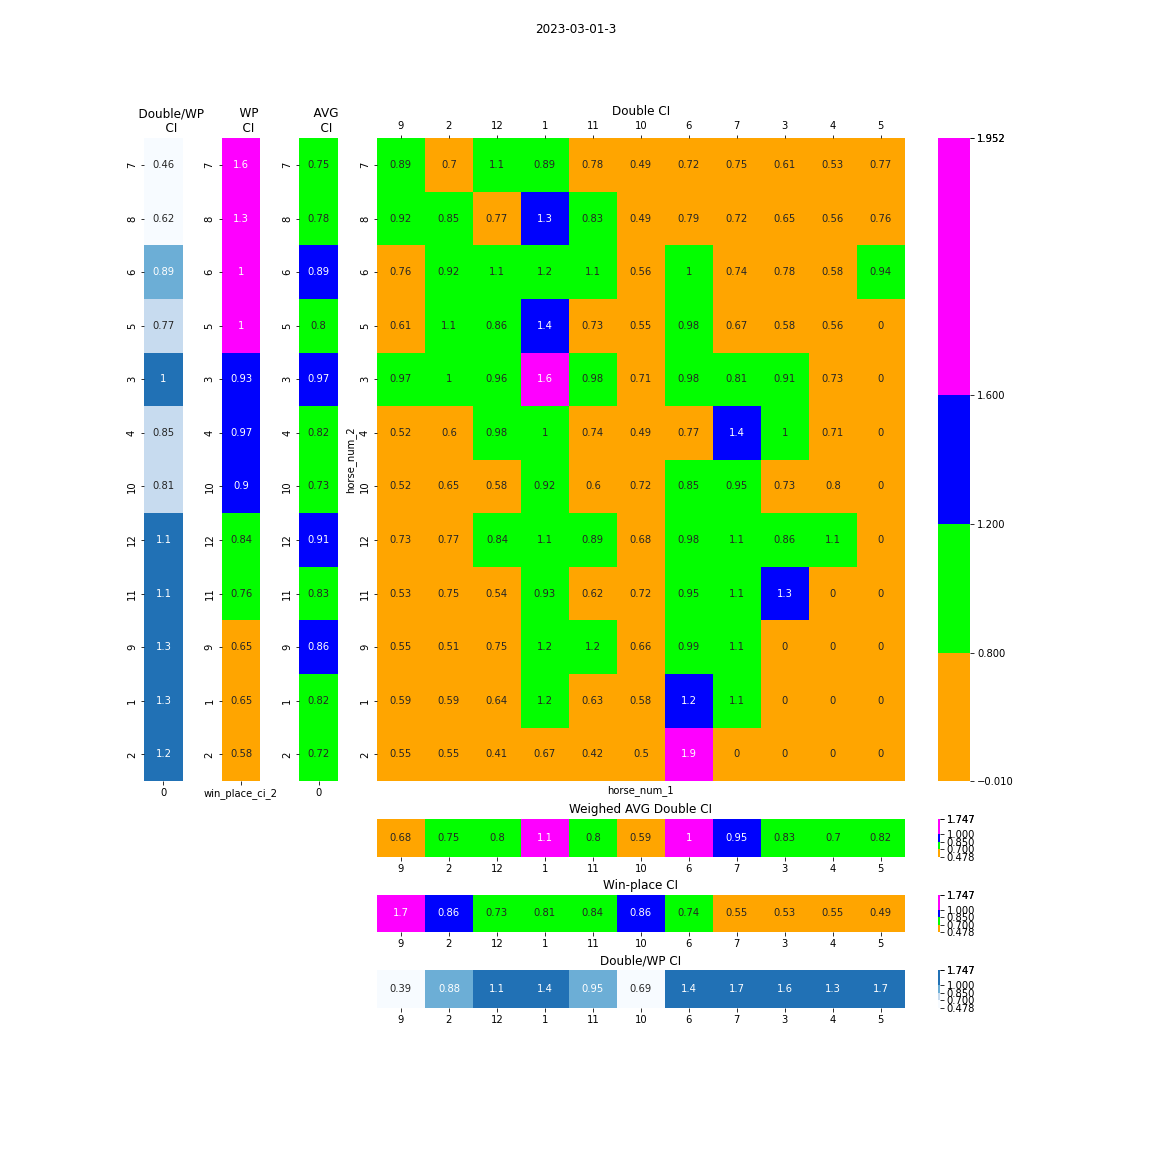 2023-03-01-3
Double/WP CI
WP CI
AVG CI
Double CI
9 2 12 1 11 10 6 7 3 4 5
1.952
7 0.46 7 1.6 7 0.75 7 0.89 0.7 1.1 0.89 0.78 0.49 0.72 0.75 0.61 0.53 0.77
8 0.62 8 1.3 8 0.78 8 0.92 0.85 0.77 1.3 0.83 0.49 0.79 0.72 0.65 0.56 0.76
6 0.89 6 1 6 0.89 6 0.76 0.92 1.1 1.2 1.1 0.56 1 0.74 0.78 0.58 0.94
5 0.77 5 1 5 0.8 5 0.61 1.1 0.86 1.4 0.73 0.55 0.98 0.67 0.58 0.56 0
3 1 3 0.93 3 0.97 3 0.97 1 0.96 1.6 0.98 0.71 0.98 0.81 0.91 0.73 0
1.600
4 0.85 4 0.97 4 0.82 4 0.52 0.6 0.98 1 0.74 0.49 0.77 1.4 1 0.71 0
horse_num_2
10 0.81 10 0.9 10 0.73 10 0.52 0.65 0.58 0.92 0.6 0.72 0.85 0.95 0.73 0.8 0
1.200
12 1.1 12 0.84 12 0.91 12 0.73 0.77 0.84 1.1 0.89 0.68 0.98 1.1 0.86 1.1 0
11 1.1 11 0.76 11 0.83 11 0.53 0.75 0.54 0.93 0.62 0.72 0.95 1.1 1.3 0 0
9 1.3 9 0.65 9 0.86 9 0.55 0.51 0.75 1.2 1.2 0.66 0.99 1.1 0 0 0
0.800
1 1.3 1 0.65 1 0.82 1 0.59 0.59 0.64 1.2 0.63 0.58 1.2 1.1 0 0 0
2 1.2 2 0.58 2 0.72 2 0.55 0.55 0.41 0.67 0.42 0.5 1.9 0 0 0 0
−0.010
0 win_place_ci_2 0 horse_num_1
Weighed AVG Double CI
0.68 0.75 0.8 1.1 0.8 0.59 1 0.95 0.83 0.7 0.82
1.747
1.000
0.850
0.700
0.478
9 2 12 1 11 10 6 7 3 4 5
Win-place CI
1.7 0.86 0.73 0.81 0.84 0.86 0.74 0.55 0.53 0.55 0.49
1.747
1.000
0.850
0.700
0.478
9 2 12 1 11 10 6 7 3 4 5
Double/WP CI
0.39 0.88 1.1 1.4 0.95 0.69 1.4 1.7 1.6 1.3 1.7
1.747
1.000
0.850
0.700
0.478
9 2 12 1 11 10 6 7 3 4 5